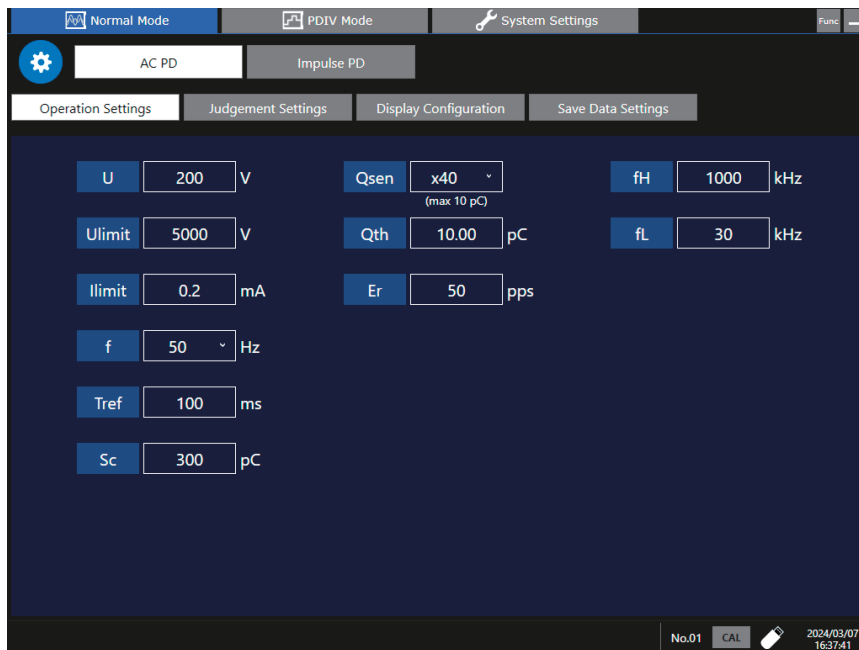 Normal Mode PDIV Mode System Settings Func
AC PD Impulse PD
Operation Settings Judgement Settings Display Configuration Save Data Settings
U 200 V Qsen x40 fH 1000 kHz
(max 10 pC)
Ulimit 5000 V Qth 10.00 pC fL 30 kHz
Ilimit 0.2 mA Er 50 pps
f 50 Hz
Tref 100 ms
Sc 300 pC
No.01 CAL 2024/03/07
16:37:41